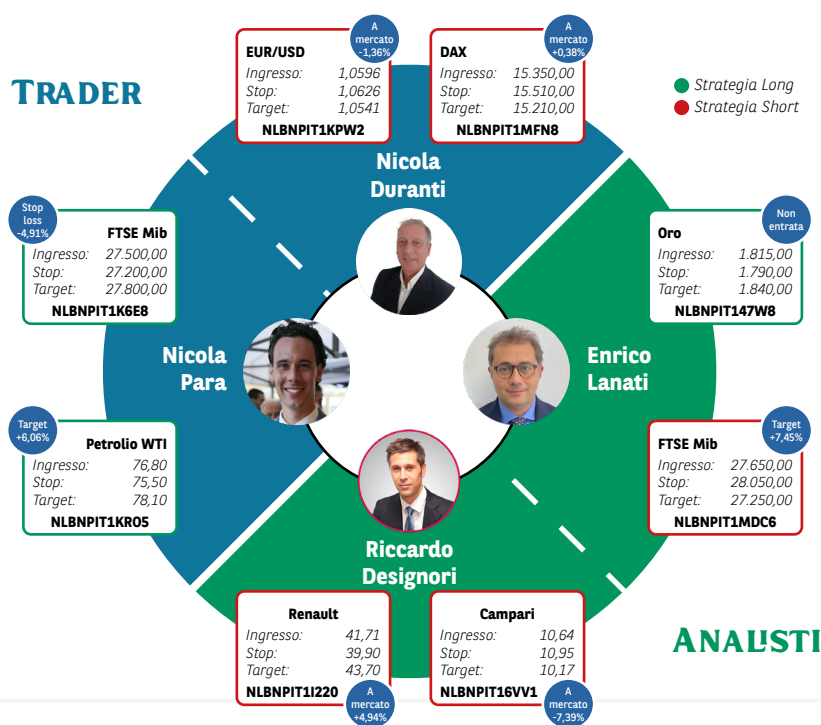 TRADER
EUR/USD
A
mercato
-1,36%
Ingresso: 1,0596
Stop: 1,0626
Target: 1,0541
NLBNPIT1KPW2
DAX
A
mercato
+0,38%
Ingresso: 15.350,00
Stop: 15.510,00
Target: 15.210,00
NLBNPIT1MFN8
Strategia Long
Strategia Short
Nicola
Duranti
Stop
loss
-4,91%
FTSE Mib
Ingresso: 27.500,00
Stop: 27.200,00
Target: 27.800,00
NLBNPIT1K6E8
Non
entrata
Oro
Ingresso: 1.815,00
Stop: 1.790,00
Target: 1.840,00
NLBNPIT147W8
Nicola
Para
Enrico
Lanati
Target
+6,06%
Petrolio WTI
Ingresso: 76,80
Stop: 75,50
Target: 78,10
NLBNPIT1KRO5
Target
+7,45%
FTSE Mib
Ingresso: 27.650,00
Stop: 28.050,00
Target: 27.250,00
NLBNPIT1MDC6
Riccardo
Designori
Renault
Ingresso: 41,71
Stop: 39,90
Target: 43,70
NLBNPIT1I220
A
mercato
+4,94%
Campari
Ingresso: 10,64
Stop: 10,95
Target: 10,17
NLBNPIT16VV1
A
mercato
-7,39%
ANALISTI